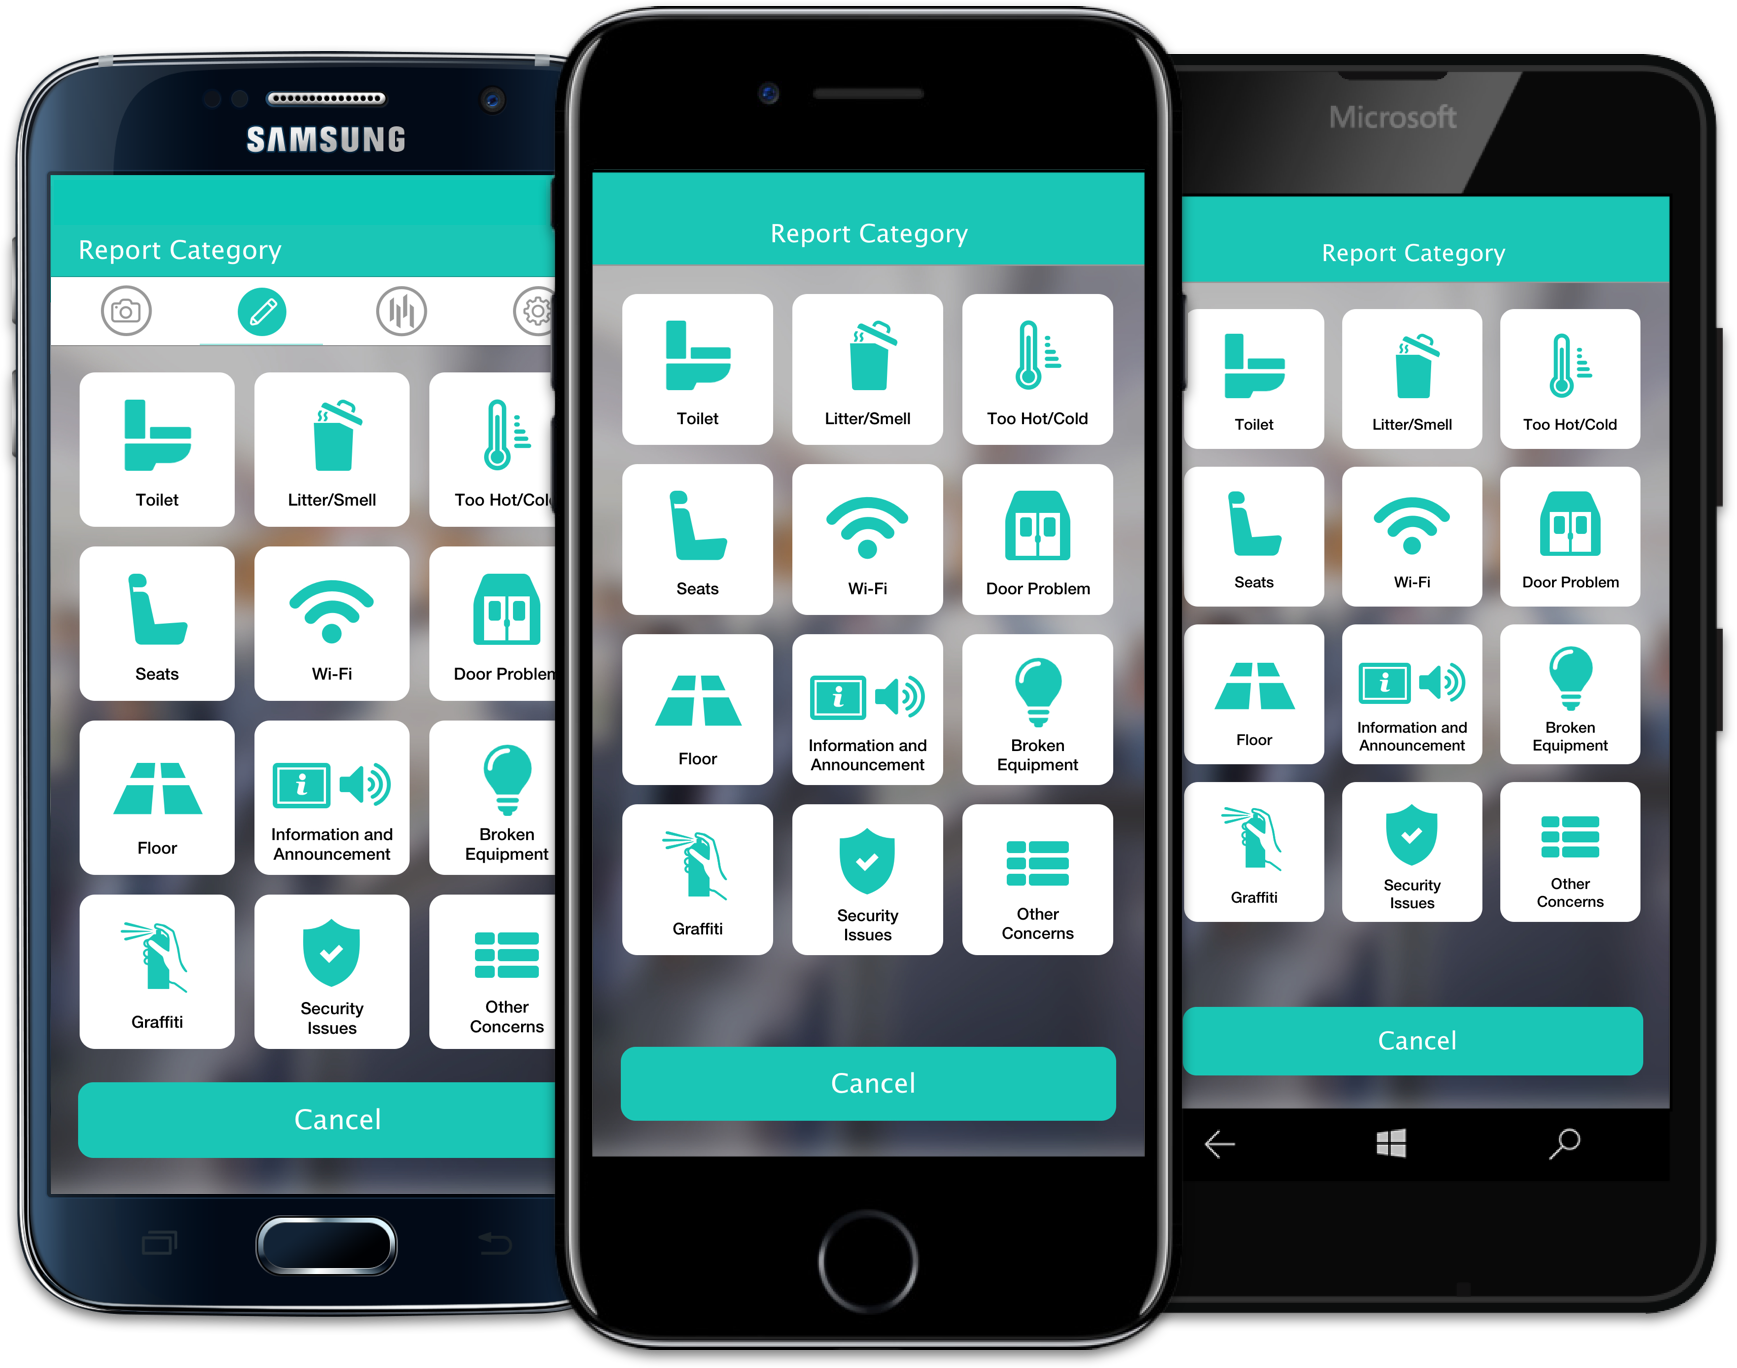 SAMSUNG
Report Category
Toilet
Litter/Smell
Too Hot/Col
Seats
Wi-Fi
Door Problem
Floor
Information and
Announcement
Broken
Equipment
Graffiti
Security
Issues
Other
Concerns
Cancel
Report Category
Toilet
Litter/Smell
Too Hot/Cold
Seats
Wi-Fi
Door Problem
Floor
i
Information and
Announcement
Broken
Equipment
Graffiti
Security
Issues
Other
Concerns
Cancel
Microsoft
Report Category
Toilet
Litter/Smell
Too Hot/Cold
Seats
Wi-Fi
Door Problem
Floor
i
Information and
Announcement
Broken
Equipment
Graffiti
Security
Issues
Other
Concerns
Cancel